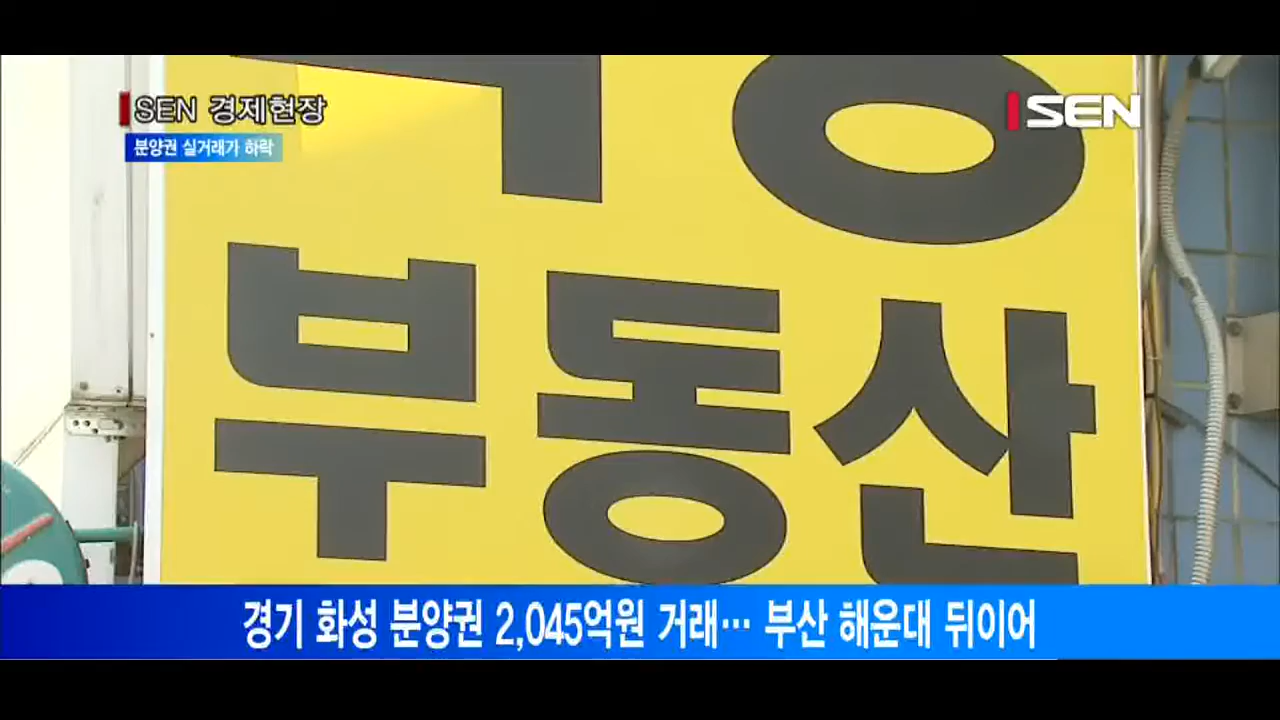 SEN 경제현장
SEN
분양권 실거래가 하락
부동산
경기 화성 분양권 2,045억원 거래… 부산 해운대 뒤이어